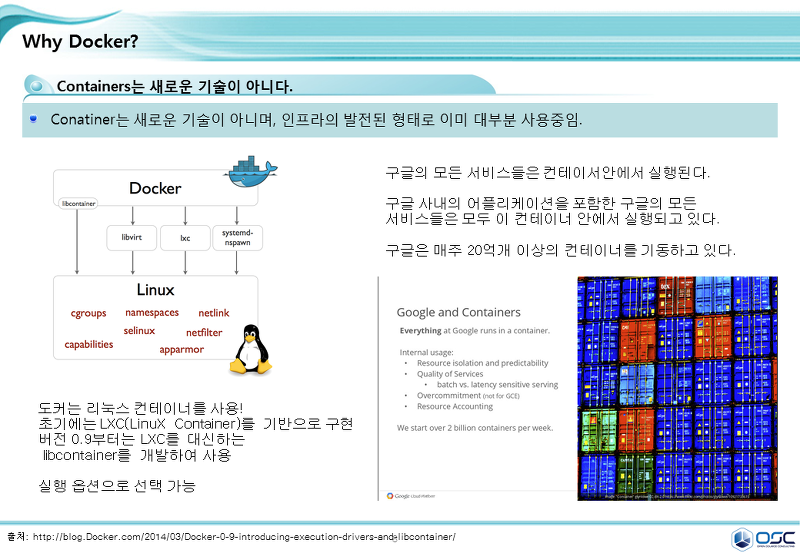 Why Docker?
Containers는 새로운 기술이 아니다.
Conatiner는 새로운 기술이 아니며, 인프라의 발전된 형태로 이미 대부분 사용중임.
Docker
libcontainer
libvirt
lxc
systemd-
nspawn
Linux
cgroups
namespaces
netlink
selinux
netfilter
capabilities
apparmor
도커는 리눅스 컨테이너를 사용!
초기에는 LXC(LinuX Container)를 기반으로 구현
버전 0.9부터는 LXC를 대신하는
libcontainer를 개발하여 사용
실행 옵션으로 선택 가능
구글의 모든 서비스들은 컨테이서안에서 실행된다.
구글 사내의 어플리케이션을 포함한 구글의 모든
서비스들은 모두 이 컨테이너 안에서 실행되고 있다.
구글은 매주 20억개 이상의 컨테이너를 기동하고 있다.
Google and Containers
Everything at Google runs in a container.
Internal usage:
• Resource isolation and predictability
• Quality of Services
• batch vs. latency sensitive serving
• Overcommitment (not for GCE)
• Resource Accounting
We start over 2 billion containers per week.
Google Cloud Platform
출처: http://blog.Docker.com/2014/03/Docker-0-9-introducing-execution-drivers-and-libcontainer/
OSC